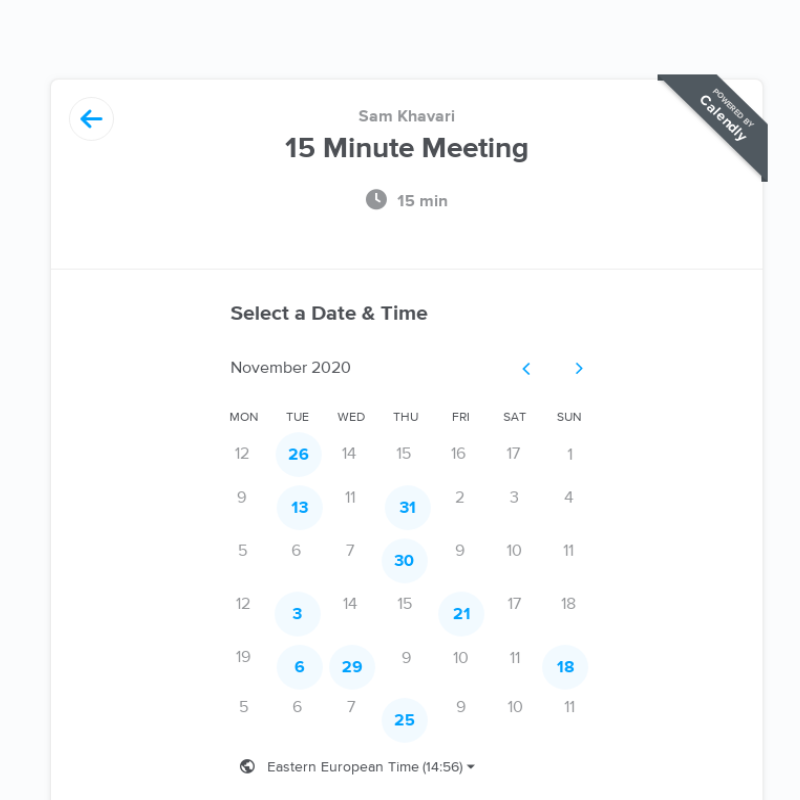 POWERED BY
Calendly
Sam Khavari
15 Minute Meeting
15 min
Select a Date & Time
November 2020
MON TUE WED THU FRI SAT SUN
12 26 14 15 16 17 1
9 13 11 31 2 3 4
5 6 7 30 9 10 11
12 3 14 15 21 17 18
19 6 29 9 10 11 18
5 6 7 25 9 10 11
Eastern European Time (14:56)